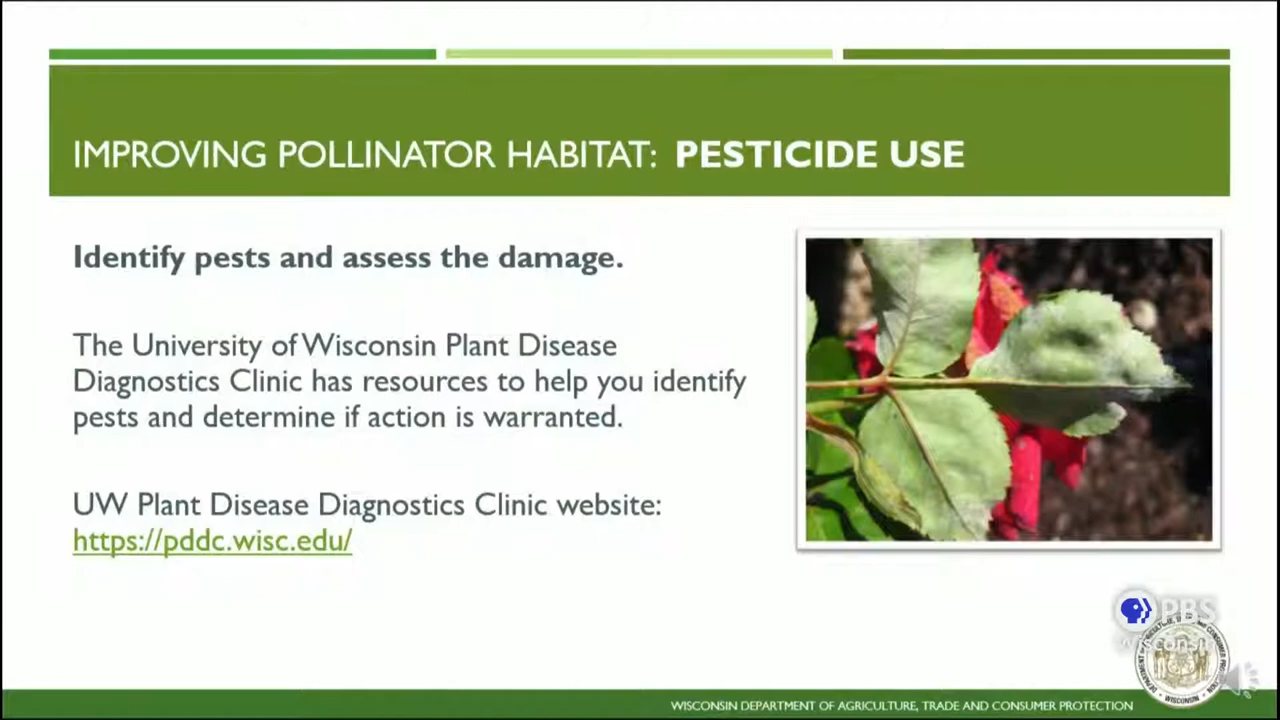 IMPROVING POLLINATOR HABITAT: PESTICIDE USE
Identify pests and assess the damage.
The University of Wisconsin Plant Disease
Diagnostics Clinic has resources to help you identify
pests and determine if action is warranted.
UW Plant Disease Diagnostics Clinic website:
https://pddc.wisc.edu/
PBS
Wisconsin
WISCONSIN
WISCONSIN DEPARTMENT OF AGRICULTURE, TRADE AND CONSUMER PROTECTION